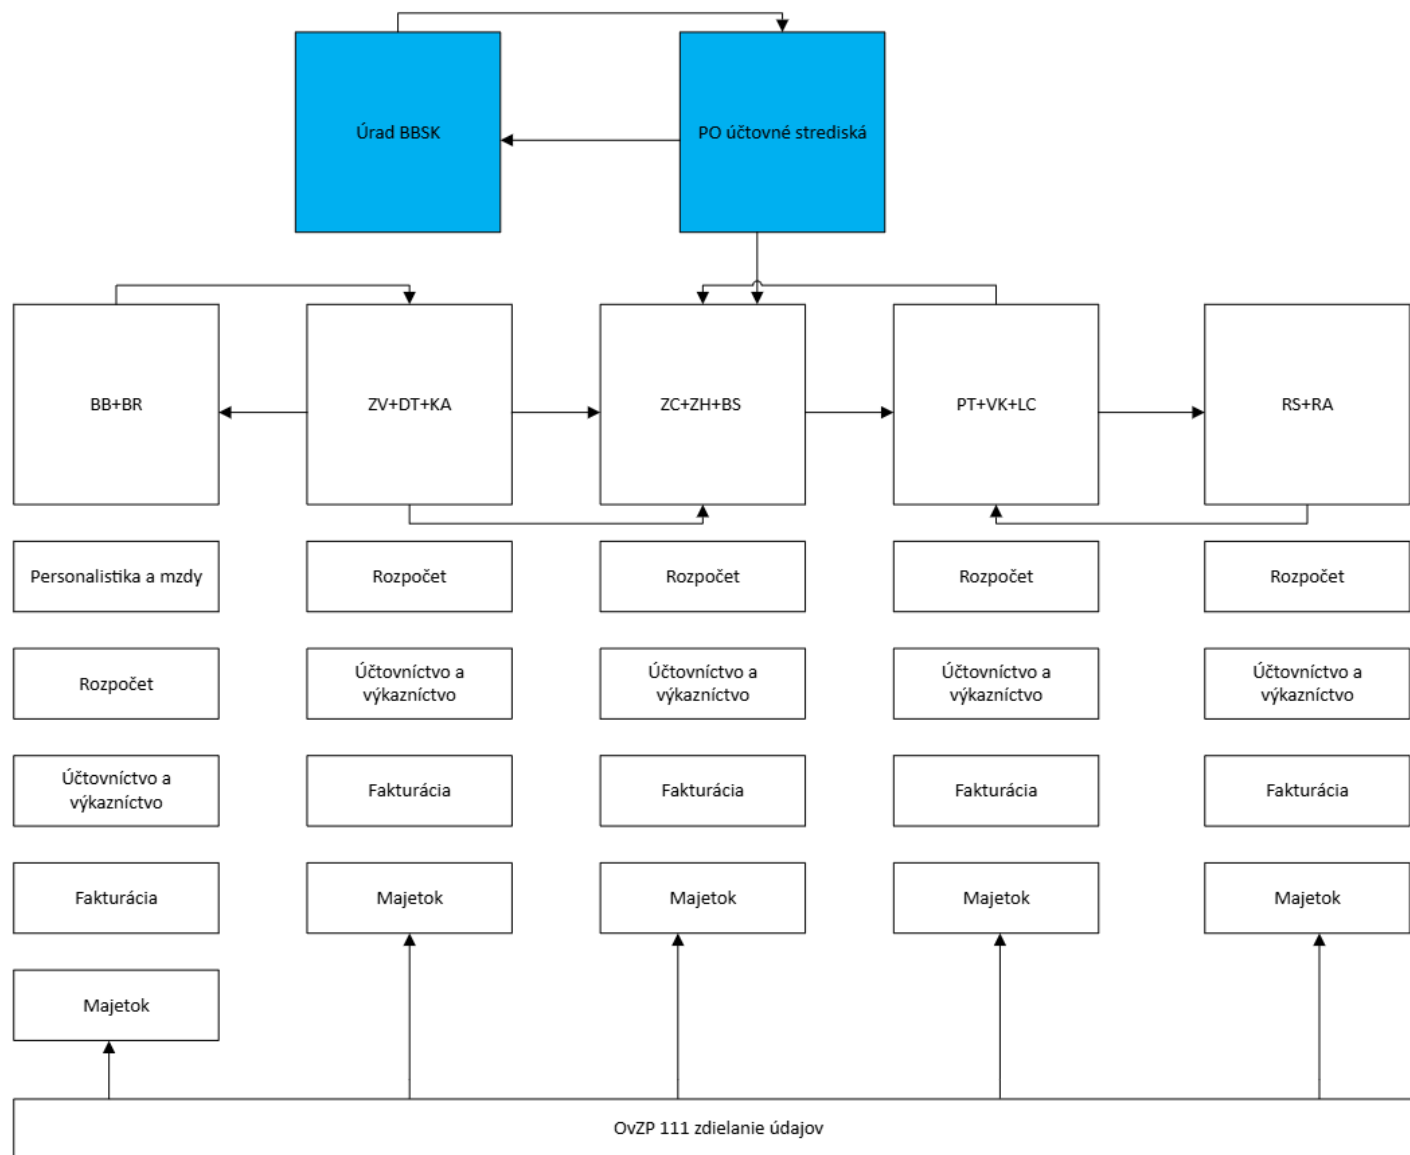 Úrad BBSK
PO účtovné strediská
BB+BR
ZV+DT+KA
ZC+ZH+BS
PT+VK+LC
RS+RA
Personalistika a mzdy
Rozpočet
Rozpočet
Rozpočet
Rozpočet
Rozpočet
Účtovníctvo a
výkazníctvo
Účtovníctvo a
výkazníctvo
Účtovníctvo a
výkazníctvo
Účtovníctvo a
výkazníctvo
Účtovníctvo a
výkazníctvo
Fakturácia
Fakturácia
Fakturácia
Fakturácia
Fakturácia
Majetok
Majetok
Majetok
Majetok
Majetok
OvZP 111 zdielanie údajov